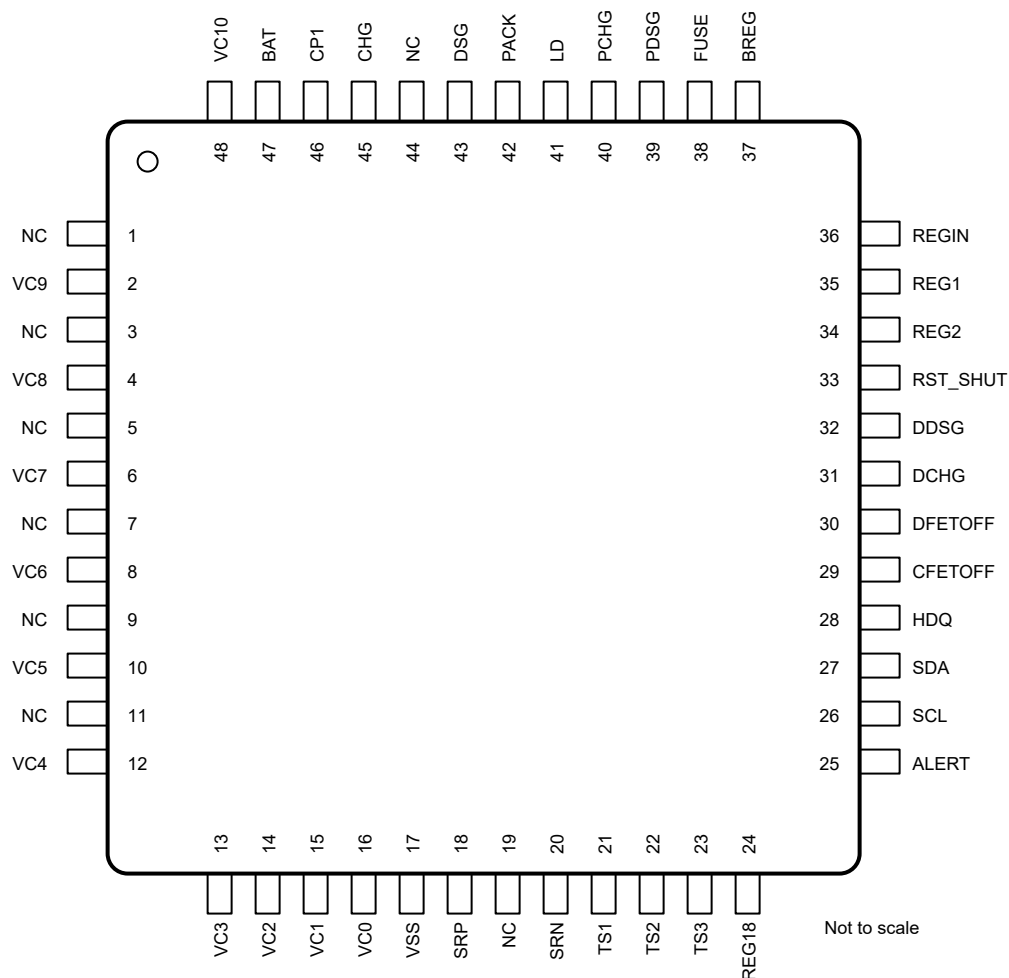 VC10 BAT CP1 CHG NC DSG PACK LD PCHG PDSG FUSE BREG
48 47 46 45 44 43 42 41 40 39 38 37
NC 1 36 REGIN
VC9 2 35 REG1
NC 3 34 REG2
VC8 4 33 RST_SHUT
NC 5 32 DDSG
VC7 6 31 DCHG
NC 7 30 DFETOFF
VC6 8 29 CFETOFF
NC 9 28 HDQ
VC5 10 27 SDA
NC 11 26 SCL
VC4 12 25 ALERT
13 14 15 16 17 18 19 20 21 22 23 24
VC3 VC2 VC1 VC0 VSS SRP NC SRN TS1 TS2 TS3 REG18
Not to scale